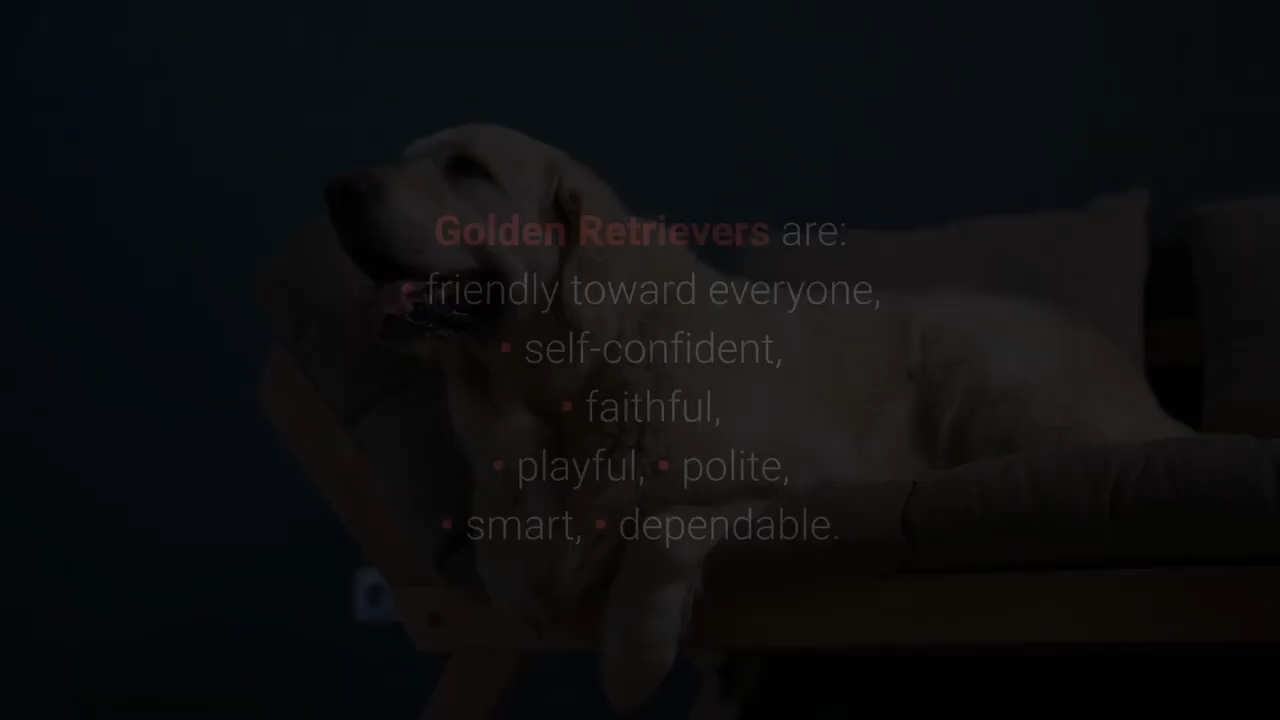 Golden Retrievers are:
• friendly toward everyone,
• self-confident,
• faithful,
• playful, • polite,
• smart, • dependable.